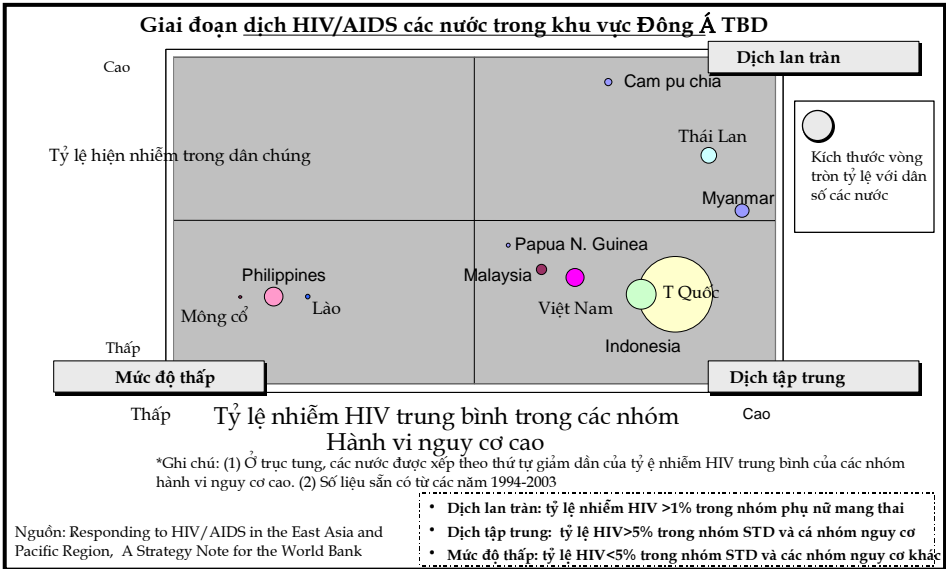 Giai đoạn dịch HIV/AIDS các nước trong khu vực Đông Á TBD
Cao
Dịch lan tràn
Cam pu chia
Thái Lan
Tỷ lệ hiện nhiễm trong dân chúng
Kích thước vòng
tròn tỷ lệ với dân
số các nước
Myanmar
Papua N. Guinea
Malaysia
Philippines
Việt Nam
T Quốc
Mông cổ
Lào
Indonesia
Thấp
Mức độ thấp
Dịch tập trung
Thấp
Tỷ lệ nhiễm HIV trung bình trong các nhóm
Hành vi nguy cơ cao
Cao
*Ghi chú: (1) Ở trục tung, các nước được xếp theo thứ tự giảm dần của tỷ ệ nhiễm HIV trung bình của các nhóm
hành vi nguy cơ cao. (2) Số liệu sẵn có từ các năm 1994-2003
• Dịch lan tràn: tỷ lệ nhiễm HIV >1% trong nhóm phụ nữ mang thai
• Dịch tập trung: tỷ lệ HIV>5% trong nhóm STD và cá nhóm nguy cơ
• Mức độ thấp: tỷ lệ HIV<5% trong nhóm STD và các nhóm nguy cơ khác
Nguồn: Responding to HIV/AIDS in the East Asia and
Pacific Region, A Strategy Note for the World Bank